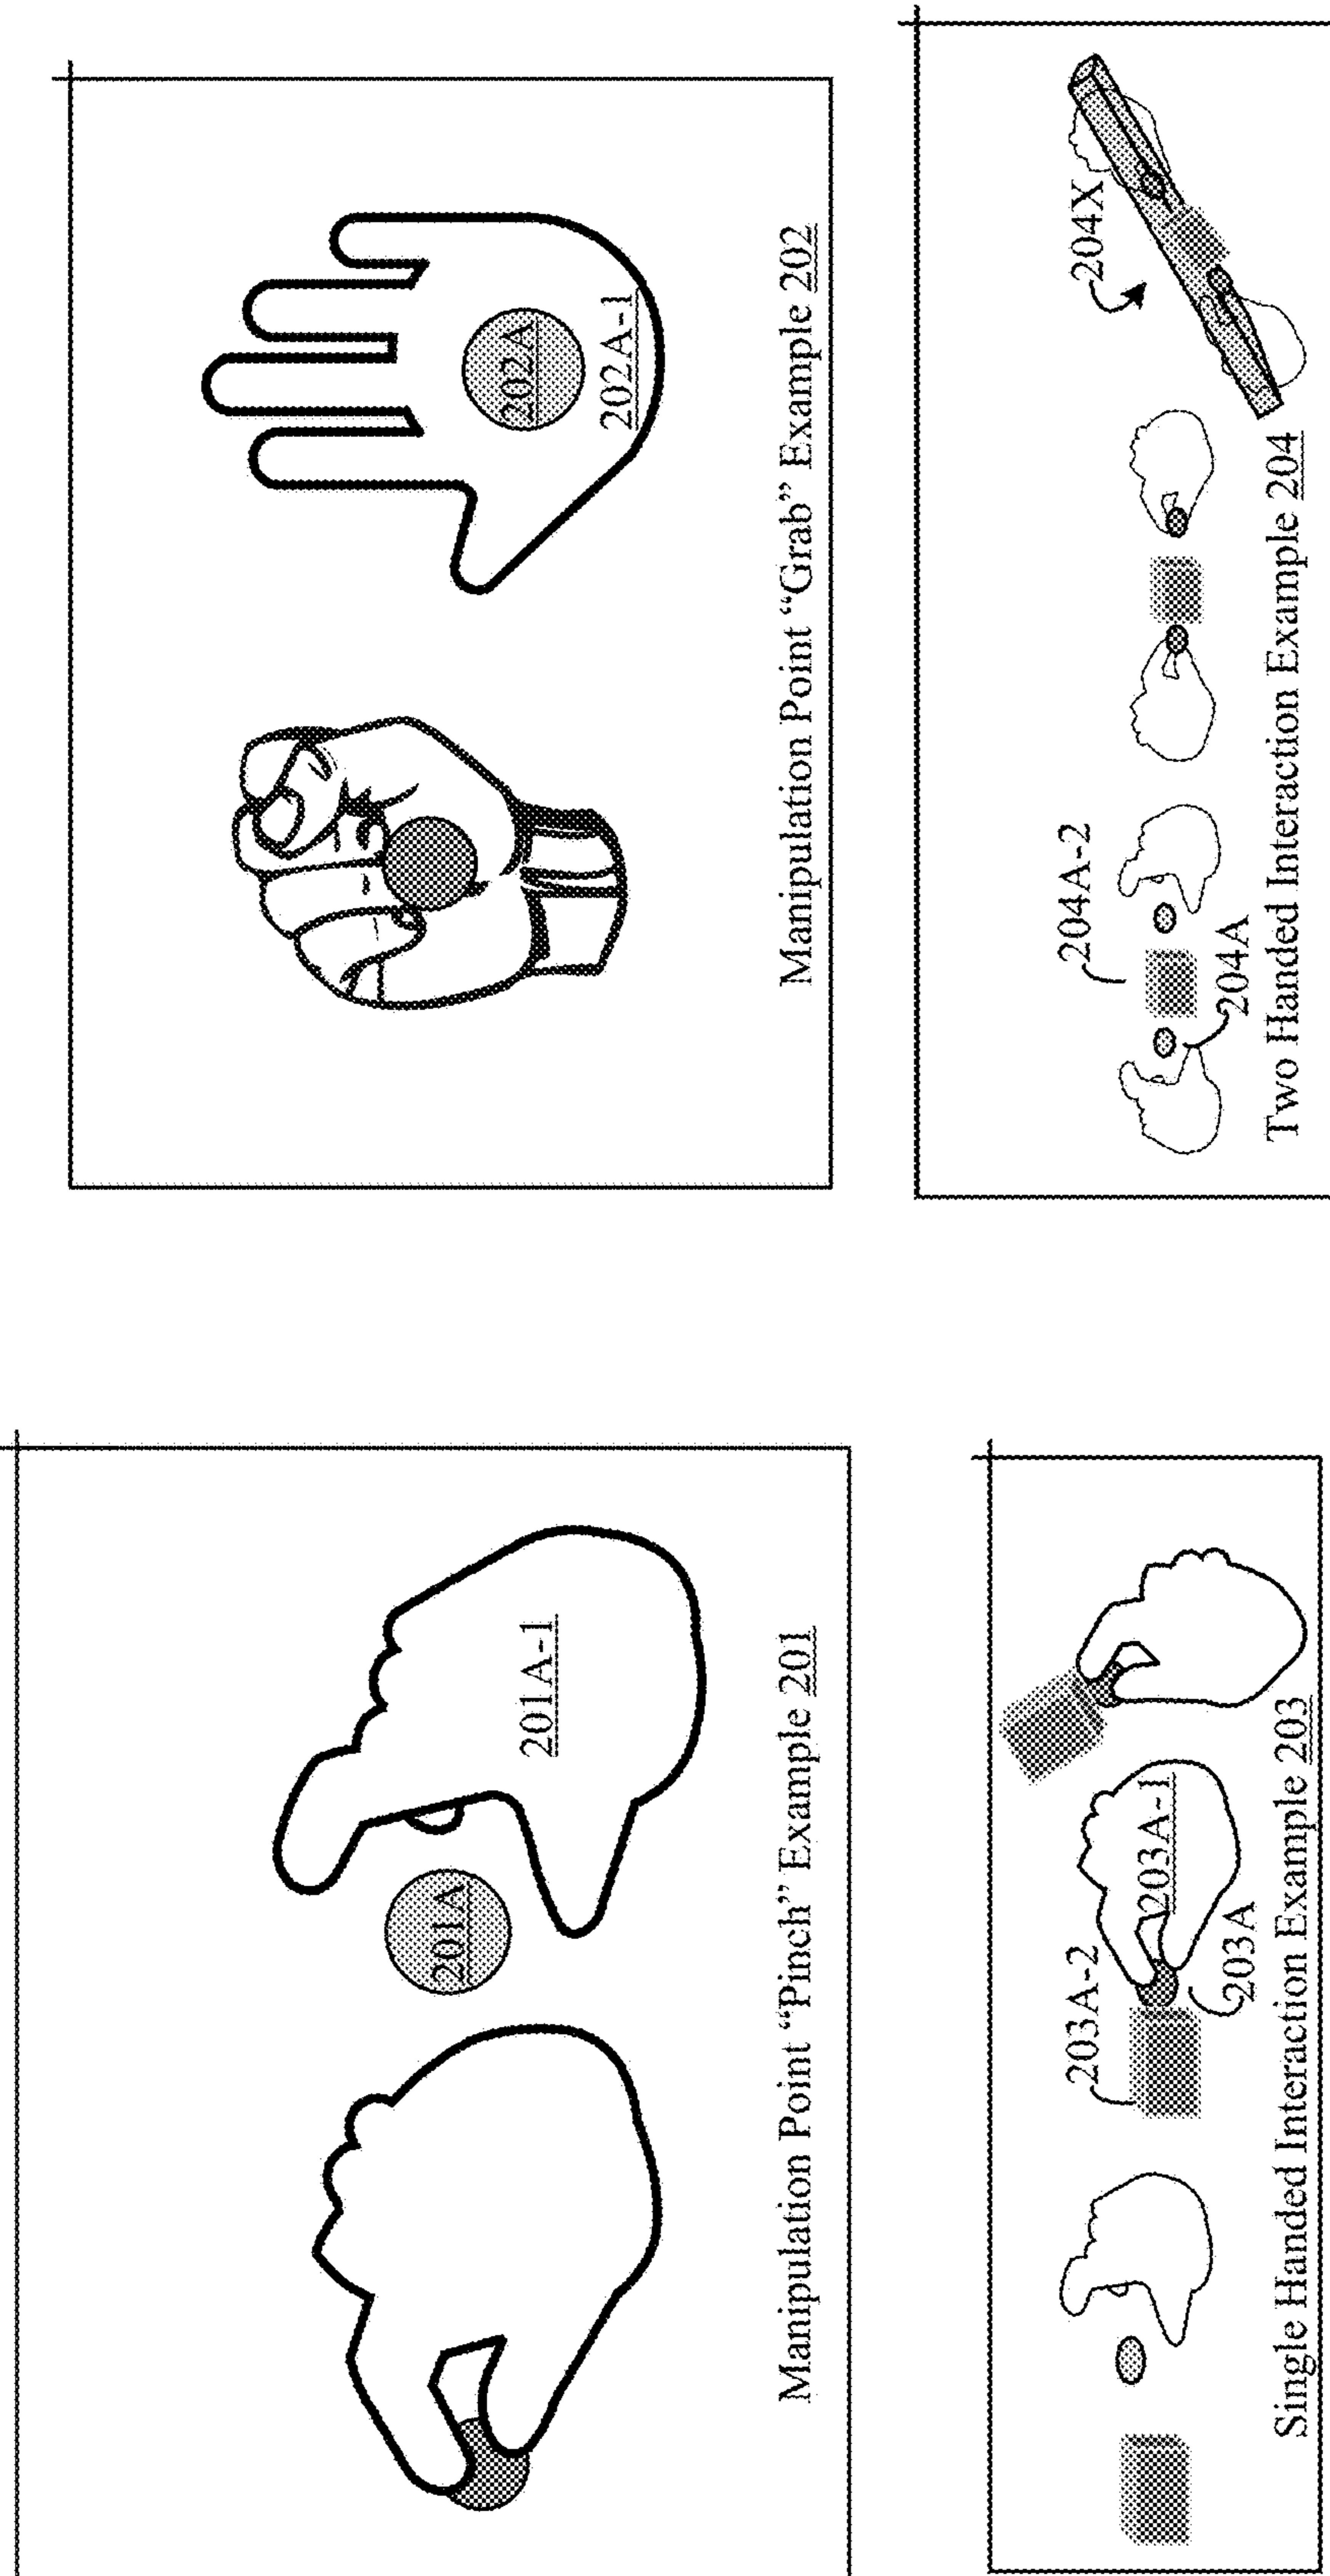 201A
201A-1
Manipulation Point “Pinch” Example 201
202A
202A-1
Manipulation Point “Grab” Example 202
203A-2
203A-1
203A
Single Handed Interaction Example 203
204A-2
204A
204X
Two Handed Interaction Example 204